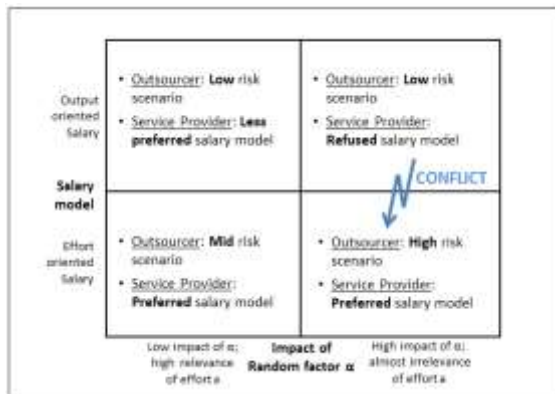 • Outsourcer: Low risk
scenario
• Service Provider: Less
preferred salary model
• Outsourcer: Low risk
scenario
• Service Provider:
Refused salary model
Output
oriented
Salary
Salary
model
CONFLICT
Effort
oriented
Salary
• Outsourcer: Mid risk
scenario
• Service Provider:
Preferred salary model
• Outsourcer: High risk
scenario
• Service Provider:
Preferred salary model
Low impact of α;
high relevance
of effort a
Impact of
Random factor α
High impact of α;
almost irrelevance
of effort a